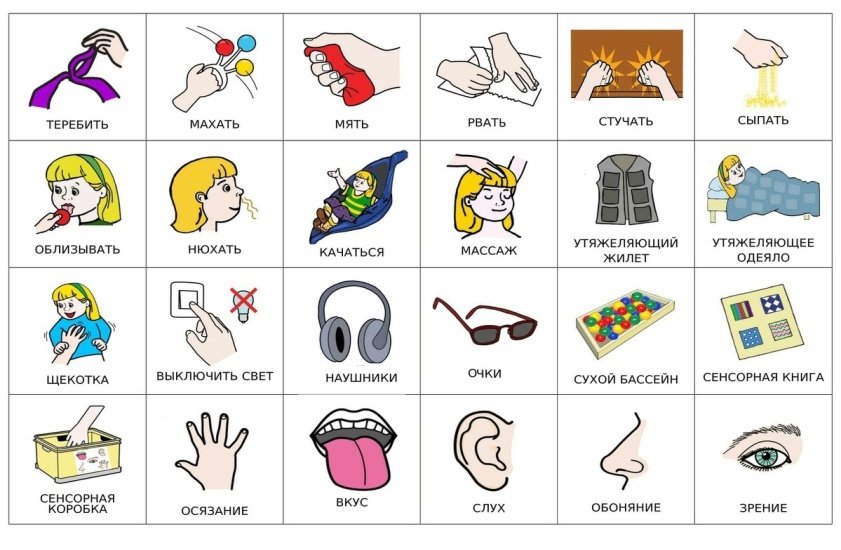 ТЕРЕБИТЬ
МАХАТЬ
МЯТЬ
РВАТЬ
СТУЧАТЬ
СЫПАТЬ
ОБЛИЗЫВАТЬ
НЮХАТЬ
КАЧАТЬСЯ
МАССАЖ
УТЯЖЕЛЯЮЩИЙ
ЖИЛЕТ
УТЯЖЕЛЯЮЩЕЕ
ОДЕЯЛО
ЩЕКОТКА
ВЫКЛЮЧИТЬ СВЕТ
НАУШНИКИ
ОЧКИ
СУХОЙ БАССЕЙН
СЕНСОРНАЯ КНИГА
СЕНСОРНАЯ
КОРОБКА
ОСЯЗАНИЕ
ВКУС
СЛУХ
ОБОНЯНИЕ
ЗРЕНИЕ